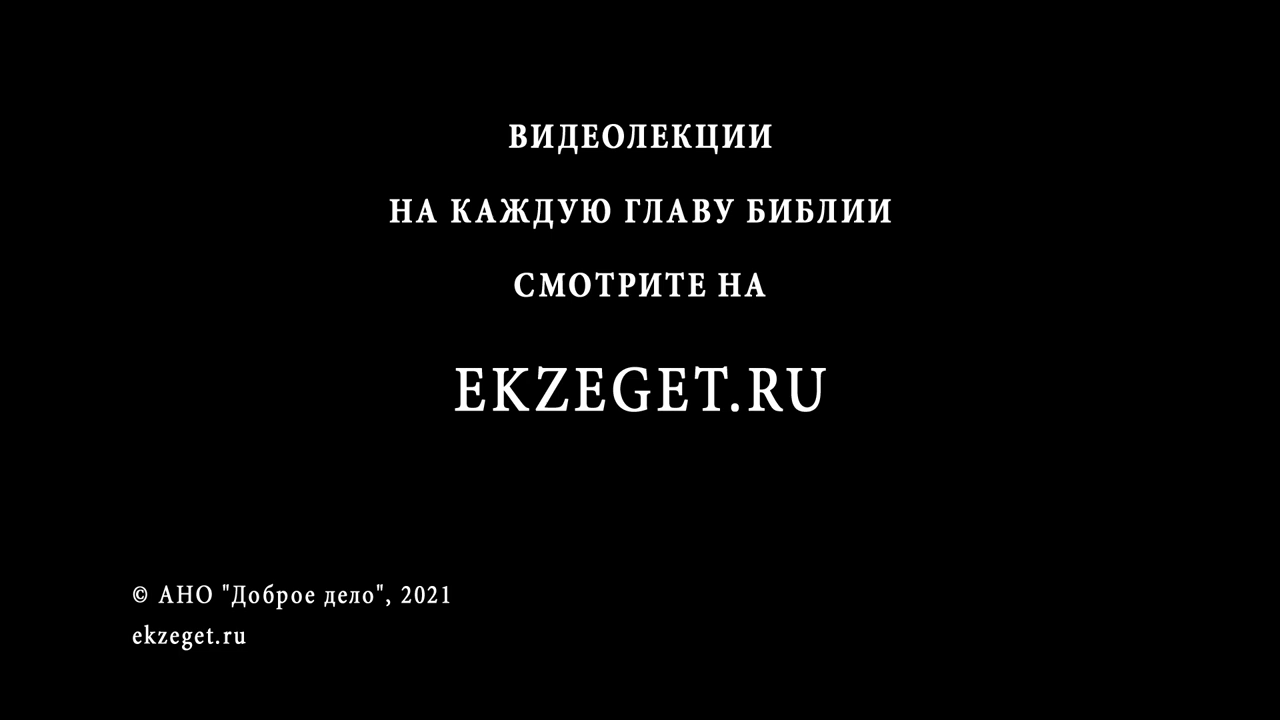 ВИДЕОЛЕКЦИИ
НА КАЖДУЮ ГЛАВУ БИБЛИИ
СМОТРИТЕ НА
EKZEGET.RU
© АНО "Доброе дело", 2021
ekzeget.ru